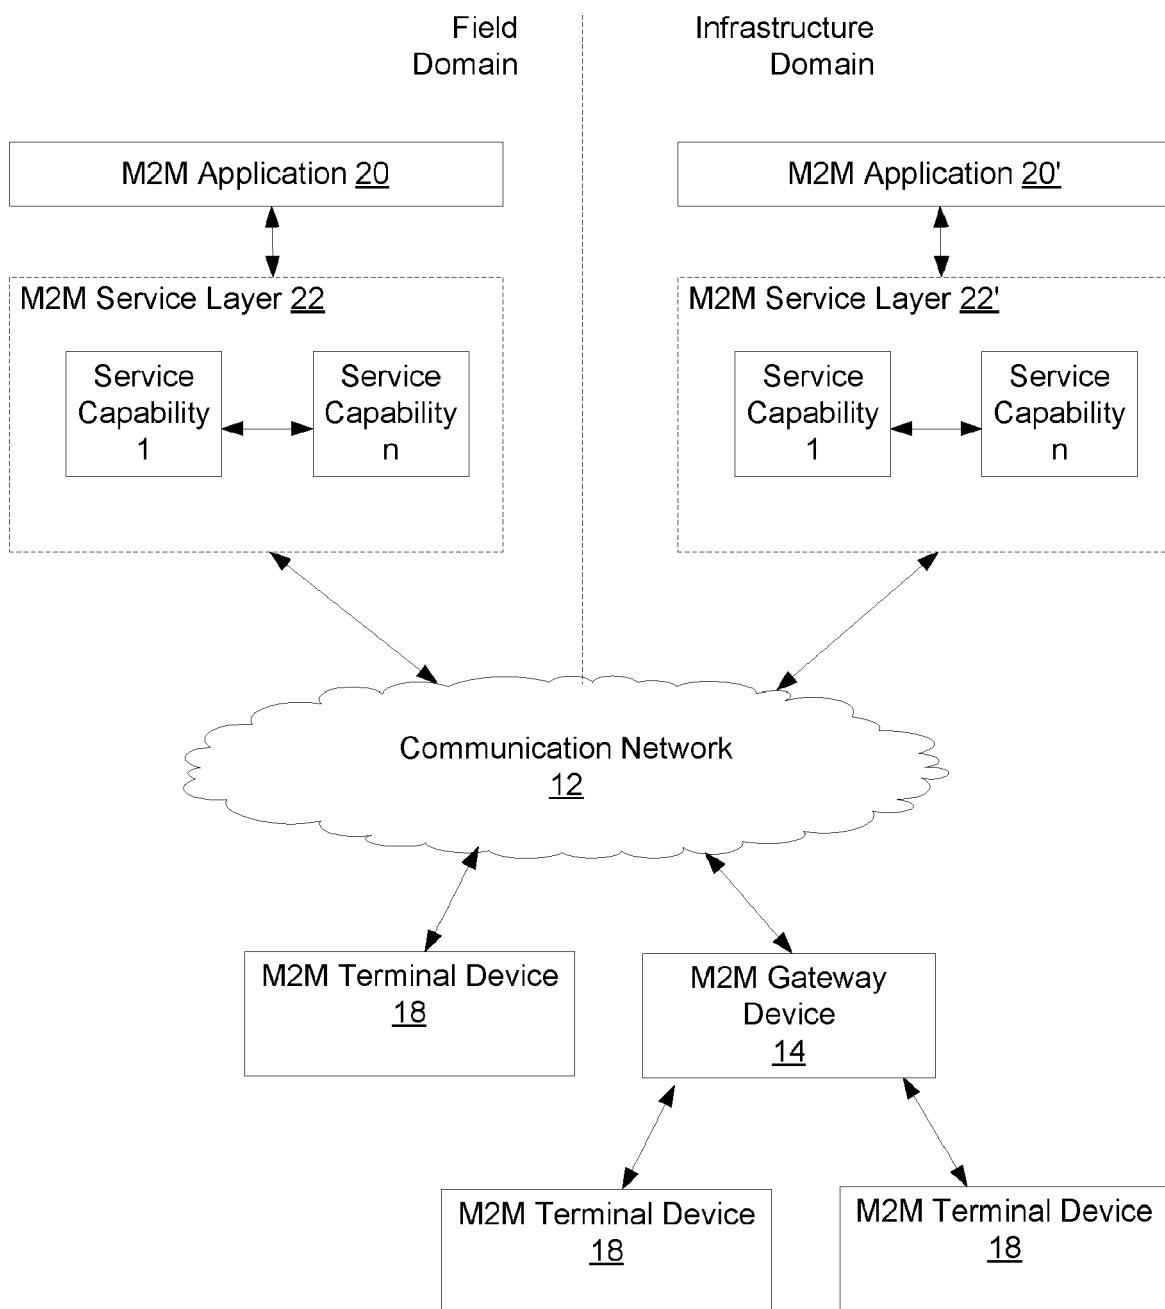 Field
Domain
Infrastructure
Domain
M2M Application 20
M2M Application 20'
M2M Service Layer 22
Service
Capability
1
Service
Capability
n
M2M Service Layer 22'
Service
Capability
1
Service
Capability
n
Communication Network
12
M2M Terminal Device
18
M2M Gateway
Device
14
M2M Terminal Device
18
M2M Terminal Device
18